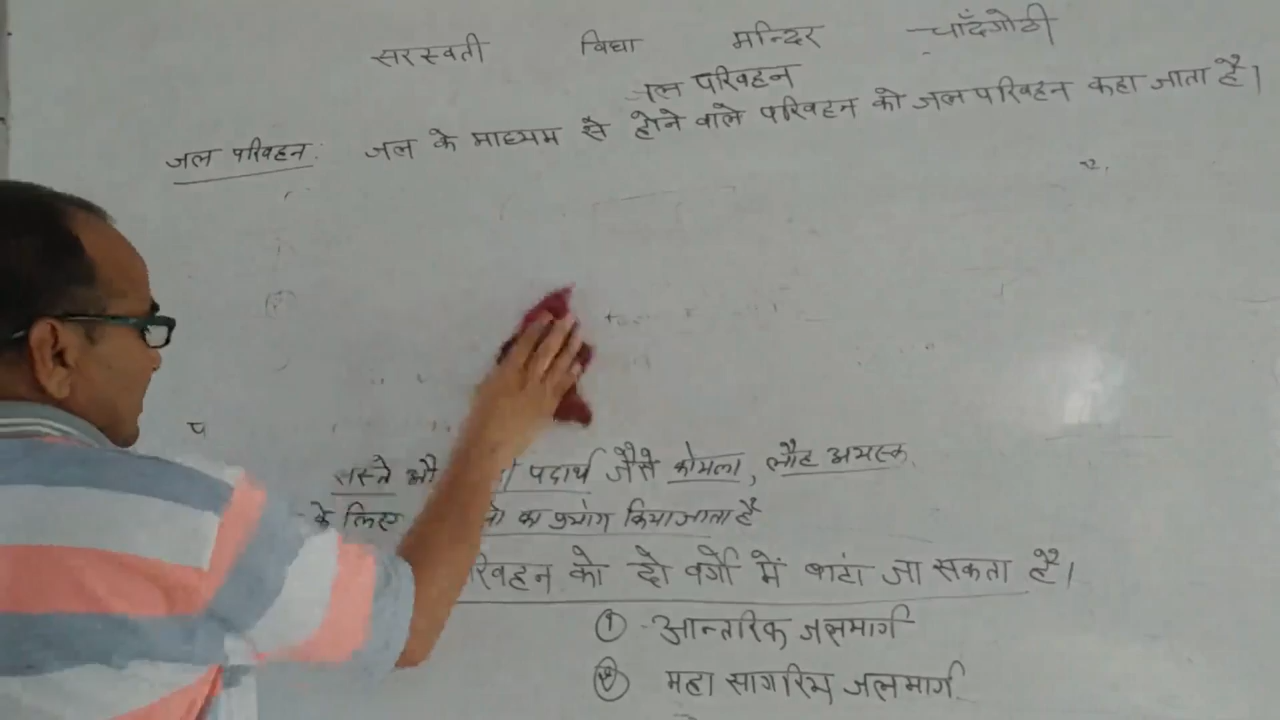 सरस्वती विद्या मन्दिर चाँदगोठी
जल परिवहन
जल परिवहन: जल के माध्यम से होने वाले परिवहन को जल परिवहन कहा जाता है।
२.
प
सस्ते पदार्थ जैसे कोयला, लौह अयस्क
के लिए का प्रयोग किया जाता है
परिवहन को दो वर्गों में बांटा जा सकता है।
① आन्तरिक जलमार्ग
② महा सागरिय जलमार्ग